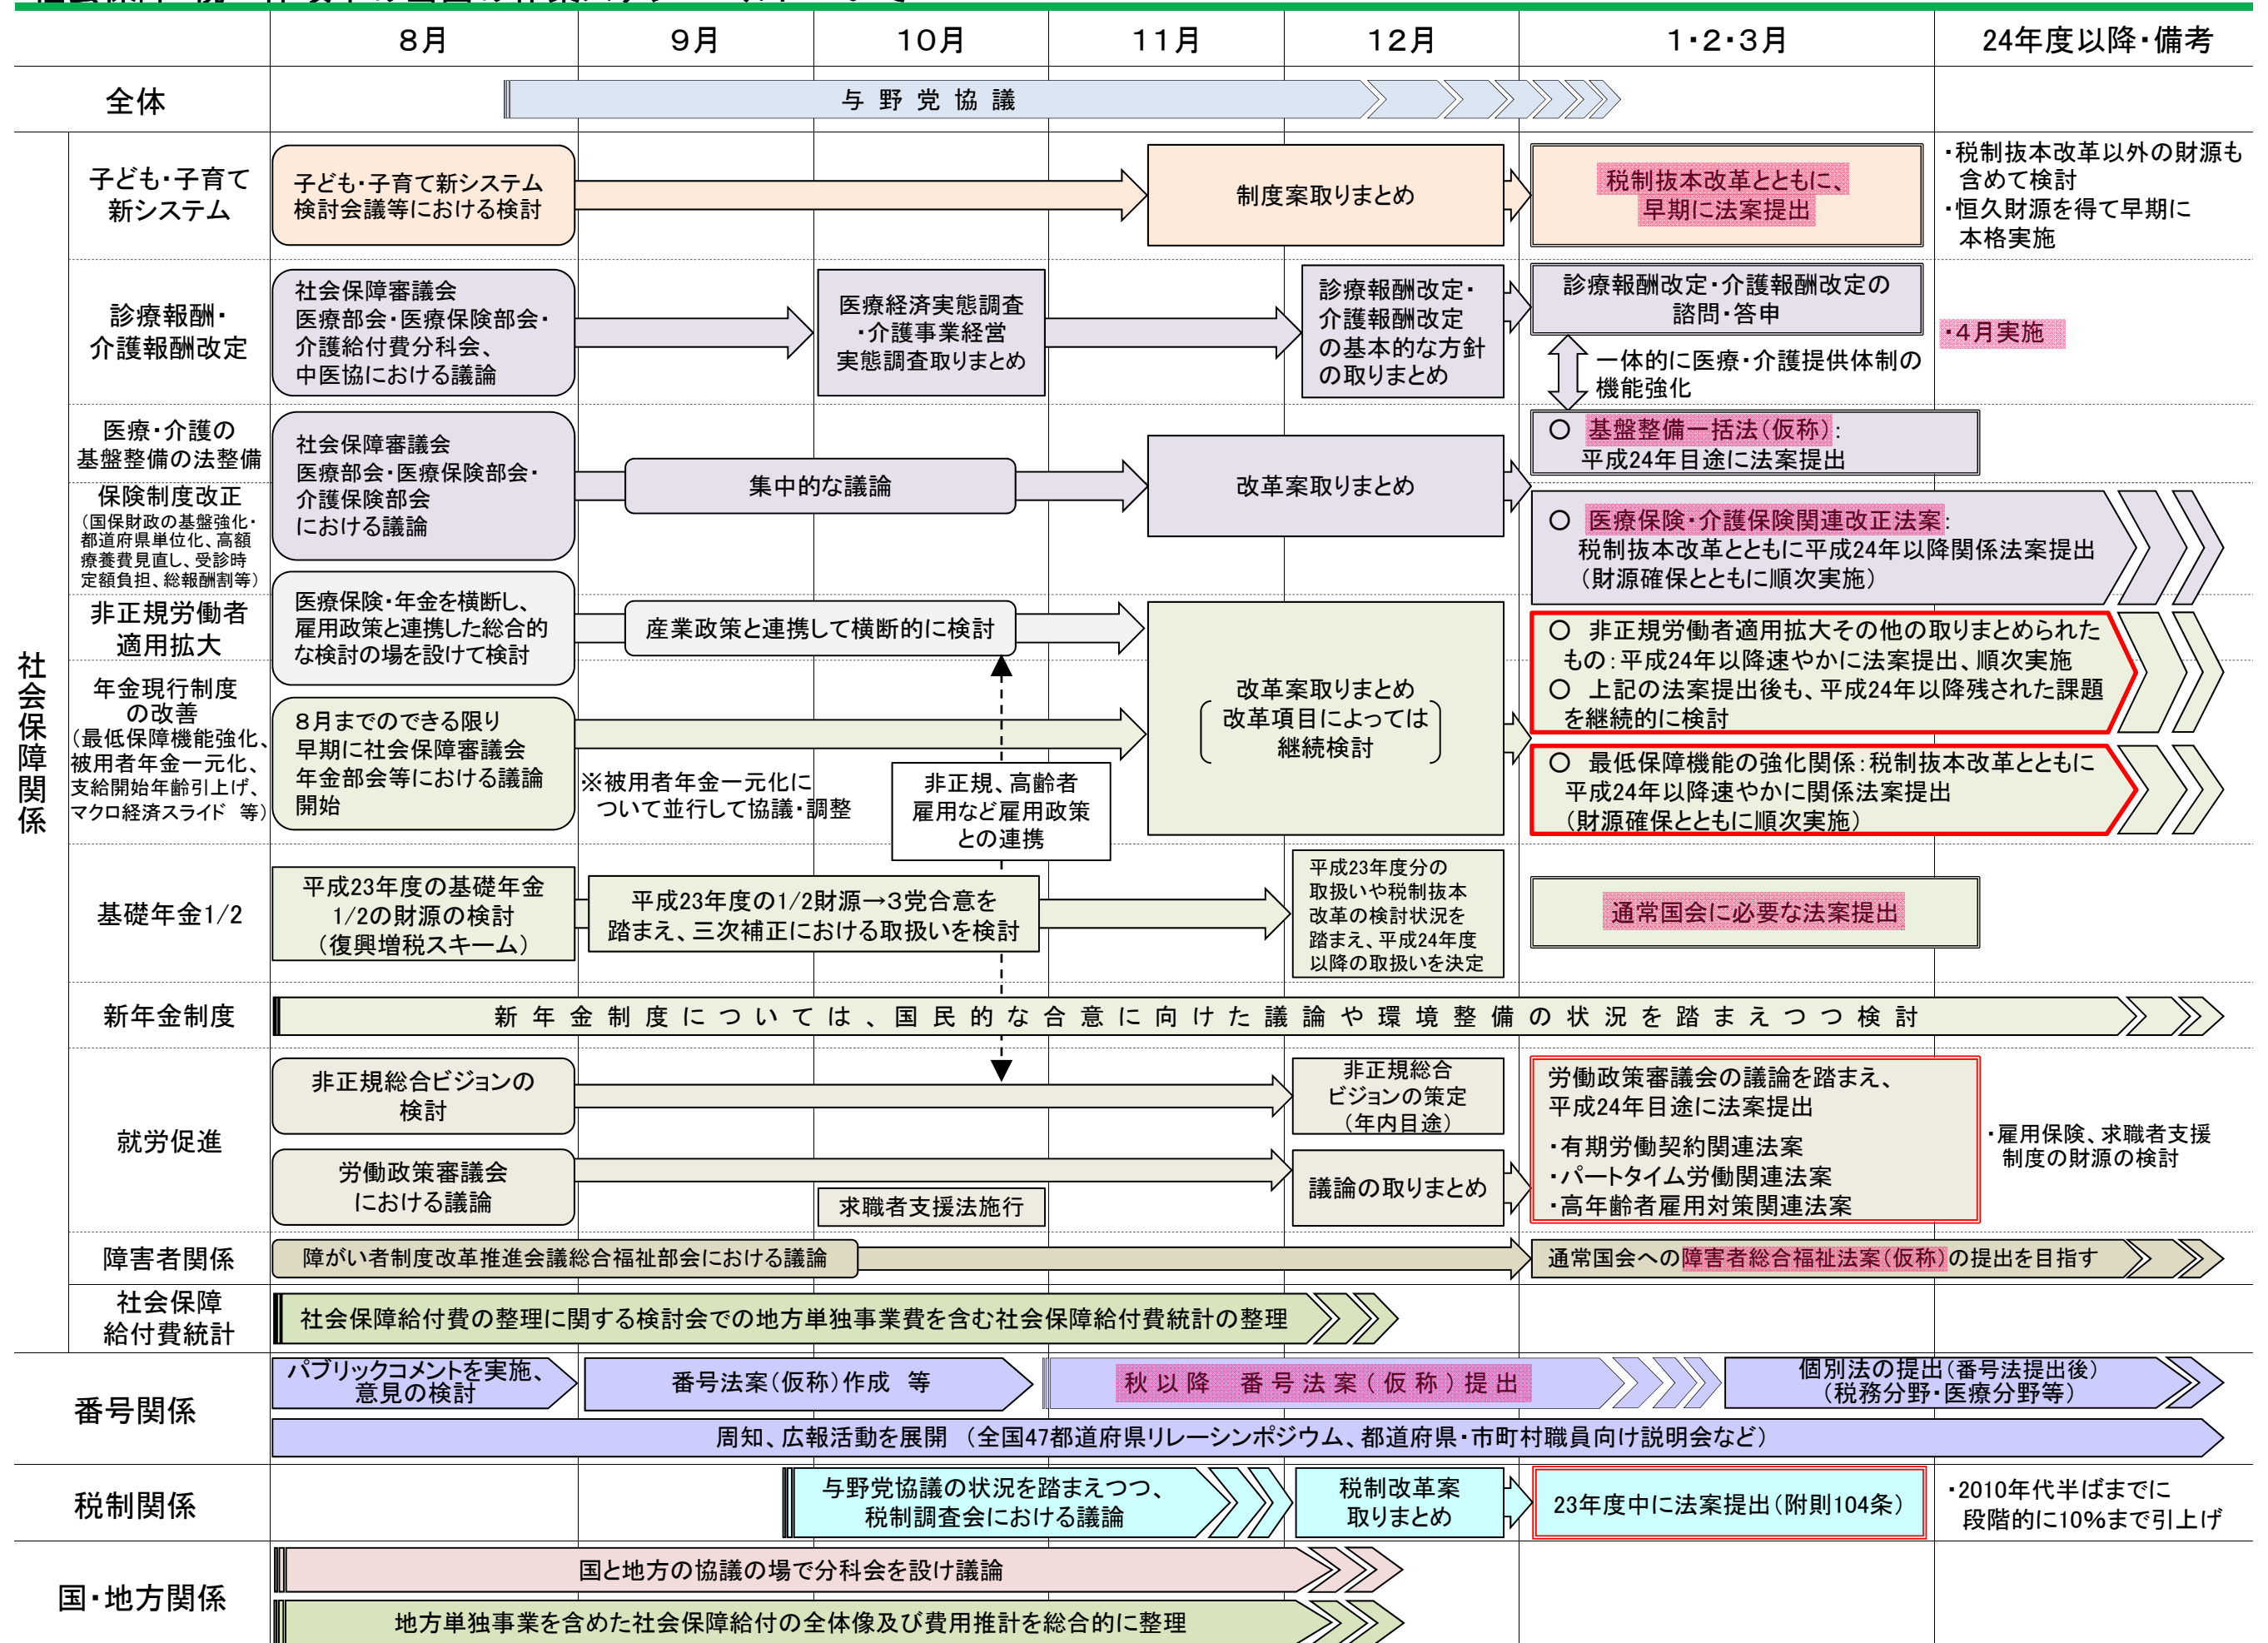 8月
9月
10月
11月
12月
1・2・3月
24年度以降・備考
全体
与野党協議
社会保障関係
子ども・子育て
新システム
子ども・子育て新システム
検討会議等における検討
制度案取りまとめ
税制抜本改革とともに、
早期に法案提出
・税制抜本改革以外の財源も
含めて検討
・恒久財源を得て早期に
本格実施
診療報酬・
介護報酬改定
社会保障審議会
医療部会・医療保険部会・
介護給付費分科会、
中医協における議論
医療経済実態調査
・介護事業経営
実態調査取りまとめ
診療報酬改定・
介護報酬改定
の基本的な方針
の取りまとめ
診療報酬改定・介護報酬改定の
諮問・答申
・4月実施
一体的に医療・介護提供体制の
機能強化
医療・介護の
基盤整備の法整備
社会保障審議会
医療部会・医療保険部会・
介護保険部会
における議論
集中的な議論
改革案取りまとめ
○ 基盤整備一括法(仮称):
平成24年目途に法案提出
保険制度改正
(国保財政の基盤強化・
都道府県単位化、高額
療養費見直し、受診時
定額負担、総報酬割等)
○ 医療保険・介護保険関連改正法案:
税制抜本改革とともに平成24年以降関係法案提出
(財源確保とともに順次実施)
非正規労働者
適用拡大
医療保険・年金を横断し、
雇用政策と連携した総合的
な検討の場を設けて検討
産業政策と連携して横断的に検討
改革案取りまとめ
改革項目によっては
継続検討
○ 非正規労働者適用拡大その他の取りまとめられた
もの:平成24年以降速やかに法案提出、順次実施
○ 上記の法案提出後も、平成24年以降残された課題
を継続的に検討
年金現行制度
の改善
(最低保障機能強化、
被用者年金一元化、
支給開始年齢引上げ、
マクロ経済スライド 等)
8月までのできる限り
早期に社会保障審議会
年金部会等における議論
開始
※被用者年金一元化に
ついて並行して協議・調整
非正規、高齢者
雇用など雇用政策
との連携
○ 最低保障機能の強化関係:税制抜本改革とともに
平成24年以降速やかに関係法案提出
(財源確保とともに順次実施)
基礎年金1/2
平成23年度の基礎年金
1/2の財源の検討
(復興増税スキーム)
平成23年度の1/2財源→3党合意を
踏まえ、三次補正における取扱いを検討
平成23年度分の
取扱いや税制抜本
改革の検討状況を
踏まえ、平成24年度
以降の取扱いを決定
通常国会に必要な法案提出
新年金制度
新年金制度については、国民的な合意に向けた議論や環境整備の状況を踏まえつつ検討
就労促進
非正規総合ビジョンの
検討
非正規総合
ビジョンの策定
(年内目途)
労働政策審議会
における議論
求職者支援法施行
議論の取りまとめ
労働政策審議会の議論を踏まえ、
平成24年目途に法案提出
・有期労働契約関連法案
・パートタイム労働関連法案
・高年齢者雇用対策関連法案
・雇用保険、求職者支援
制度の財源の検討
障害者関係
障がい者制度改革推進会議総合福祉部会における議論
通常国会への障害者総合福祉法案(仮称)の提出を目指す
社会保障
給付費統計
社会保障給付費の整理に関する検討会での地方単独事業費を含む社会保障給付費統計の整理
番号関係
パブリックコメントを実施、
意見の検討
番号法案(仮称)作成 等
秋以降 番号法案(仮称)提出
個別法の提出(番号法提出後)
(税務分野・医療分野等)
周知、広報活動を展開 (全国47都道府県リレーシンポジウム、都道府県・市町村職員向け説明会など)
税制関係
与野党協議の状況を踏まえつつ、
税制調査会における議論
税制改革案
取りまとめ
23年度中に法案提出(附則104条)
・2010年代半ばまでに
段階的に10%まで引上げ
国・地方関係
国と地方の協議の場で分科会を設け議論
地方単独事業を含めた社会保障給付の全体像及び費用推計を総合的に整理